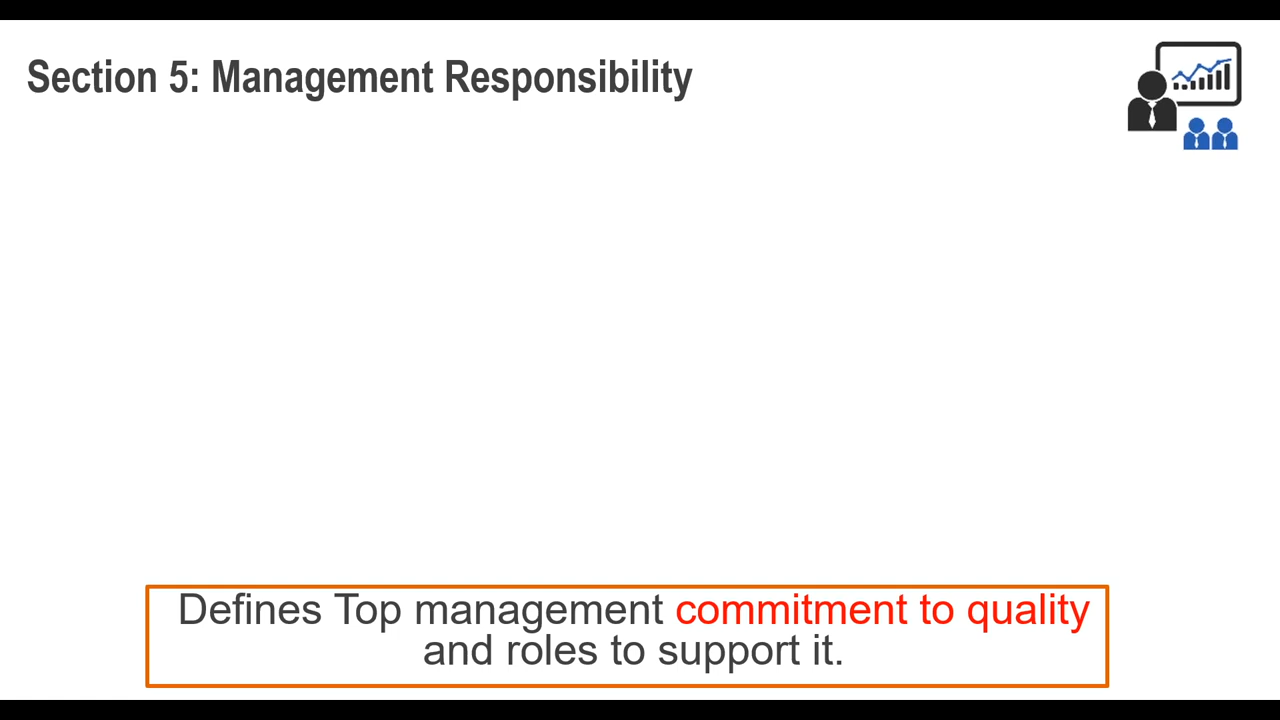 Section 5: Management Responsibility
Defines Top management commitment to quality
and roles to support it.